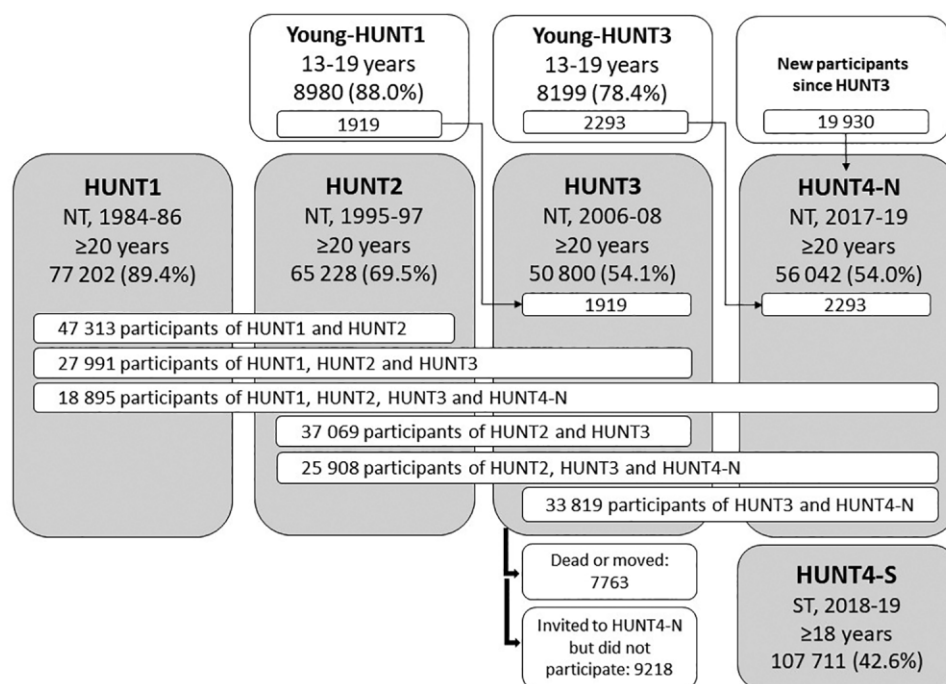 Young-HUNT1
13-19 years
8980 (88.0%)
1919
Young-HUNT3
13-19 years
8199 (78.4%)
2293
New participants
since HUNT3
19 930
HUNT1
NT, 1984-86
≥20 years
77 202 (89.4%)
HUNT2
NT, 1995-97
≥20 years
65 228 (69.5%)
HUNT3
NT, 2006-08
≥20 years
50 800 (54.1%)
1919
HUNT4-N
NT, 2017-19
≥20 years
56 042 (54.0%)
2293
47 313 participants of HUNT1 and HUNT2
27 991 participants of HUNT1, HUNT2 and HUNT3
18 895 participants of HUNT1, HUNT2, HUNT3 and HUNT4-N
37 069 participants of HUNT2 and HUNT3
25 908 participants of HUNT2, HUNT3 and HUNT4-N
33 819 participants of HUNT3 and HUNT4-N
Dead or moved:
7763
Invited to HUNT4-N
but did not
participate: 9218
HUNT4-S
ST, 2018-19
≥18 years
107 711 (42.6%)